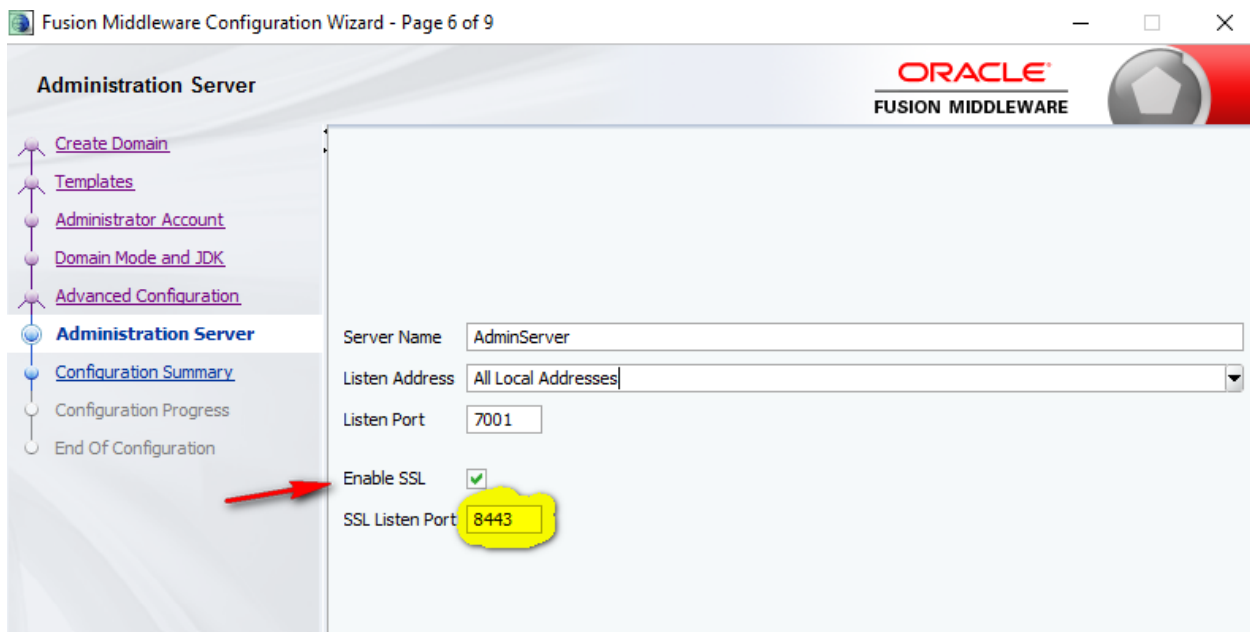 Fusion Middleware Configuration Wizard - Page 6 of 9
Administration Server
ORACLE
FUSION MIDDLEWARE
Create Domain
Templates
Administrator Account
Domain Mode and JDK
Advanced Configuration
Administration Server
Configuration Summary
Configuration Progress
End Of Configuration
Server Name AdminServer
Listen Address All Local Addresses
Listen Port 7001
Enable SSL
SSL Listen Port 8443